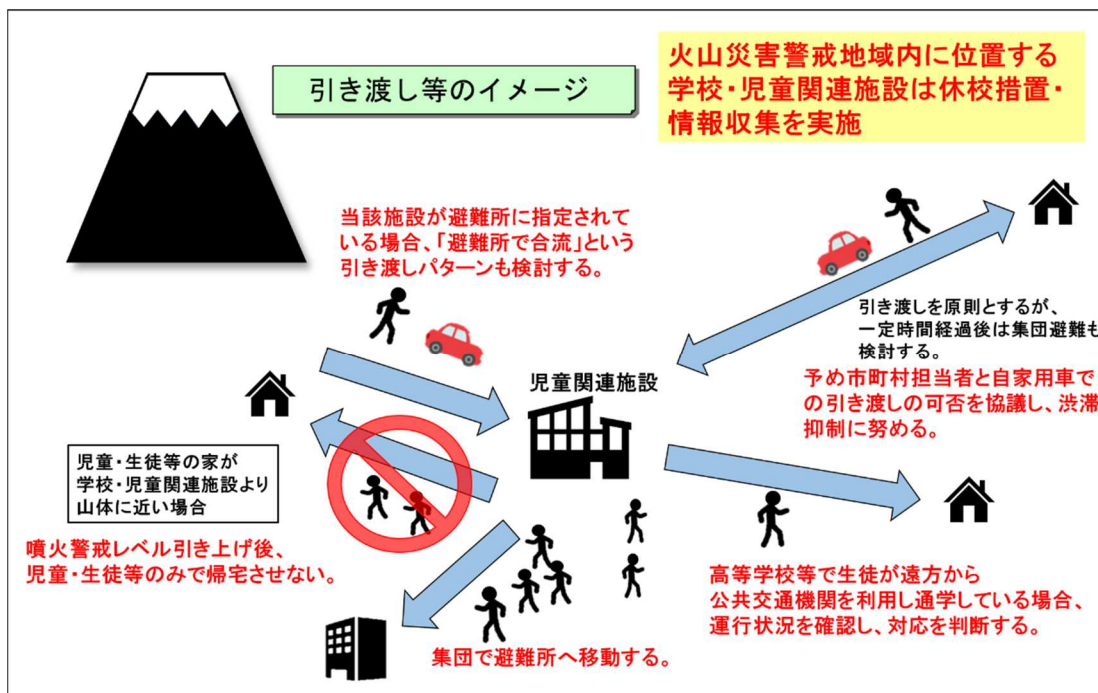 引き渡し等のイメージ
火山災害警戒地域内に位置する
学校・児童関連施設は休校措置・
情報収集を実施
当該施設が避難所に指定されて
いる場合、「避難所で合流」という
引き渡しパターンも検討する。
引き渡しを原則とするが、
一定時間経過後は集団避難も
検討する。
予め市町村担当者と自家用車で
の引き渡しの可否を協議し、渋滞
抑制に努める。
児童関連施設
児童・生徒等の家が
学校・児童関連施設より
山体に近い場合
噴火警戒レベル引き上げ後、
児童・生徒等のみで帰宅させない。
高等学校等で生徒が遠方から
公共交通機関を利用し通学している場合、
運行状況を確認し、対応を判断する。
集団で避難所へ移動する。